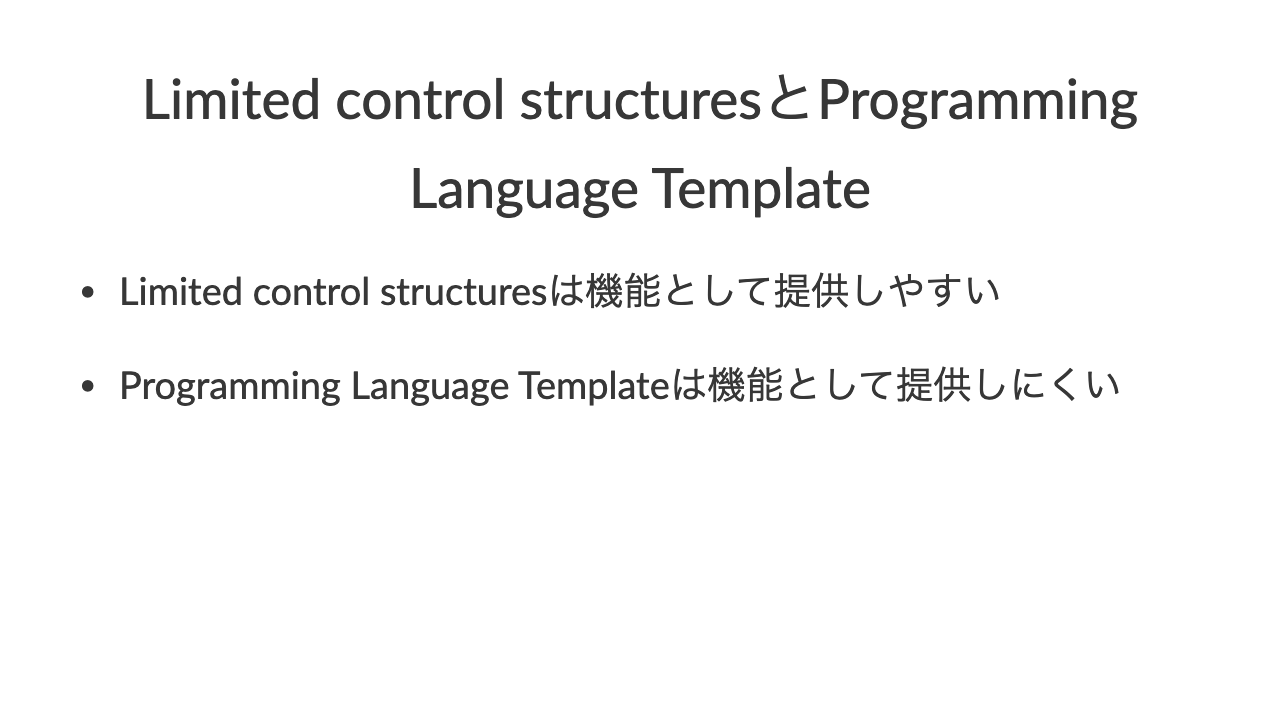 Limited control structuresとProgramming
Language Template
• Limited control structuresは機能として提供しやすい
• Programming Language Templateは機能として提供しにくい